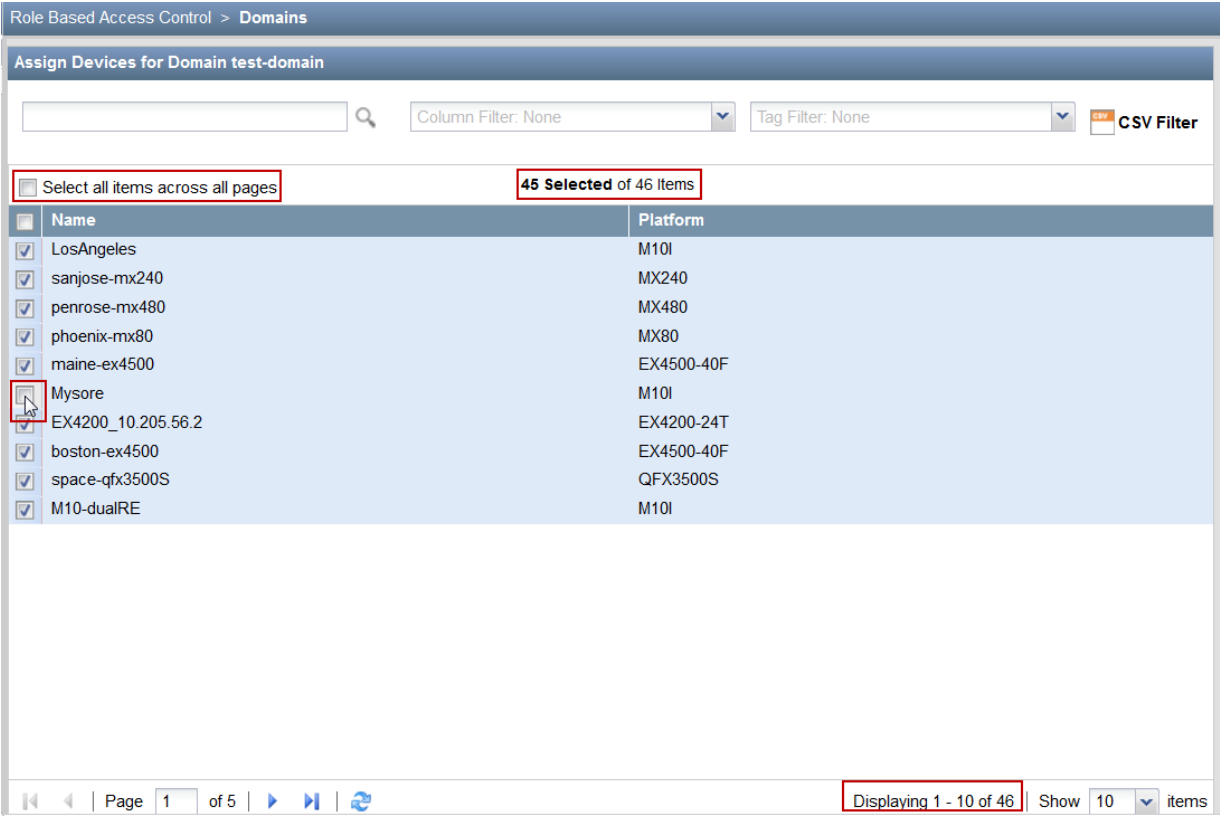 Role Based Access Control > Domains
Assign Devices for Domain test-domain
Column Filter: None
Tag Filter: None
CSV
CSV Filter
Select all items across all pages
45 Selected of 46 Items
Name Platform
LosAngeles M10I
sanjose-mx240 MX240
penrose-mx480 MX480
phoenix-mx80 MX80
maine-ex4500 EX4500-40F
Mysore M10I
EX4200_10.205.56.2 EX4200-24T
boston-ex4500 EX4500-40F
space-qfx3500S QFX3500S
M10-dualRE M10I
Page 1 of 5 Displaying 1 - 10 of 46 Show 10 items